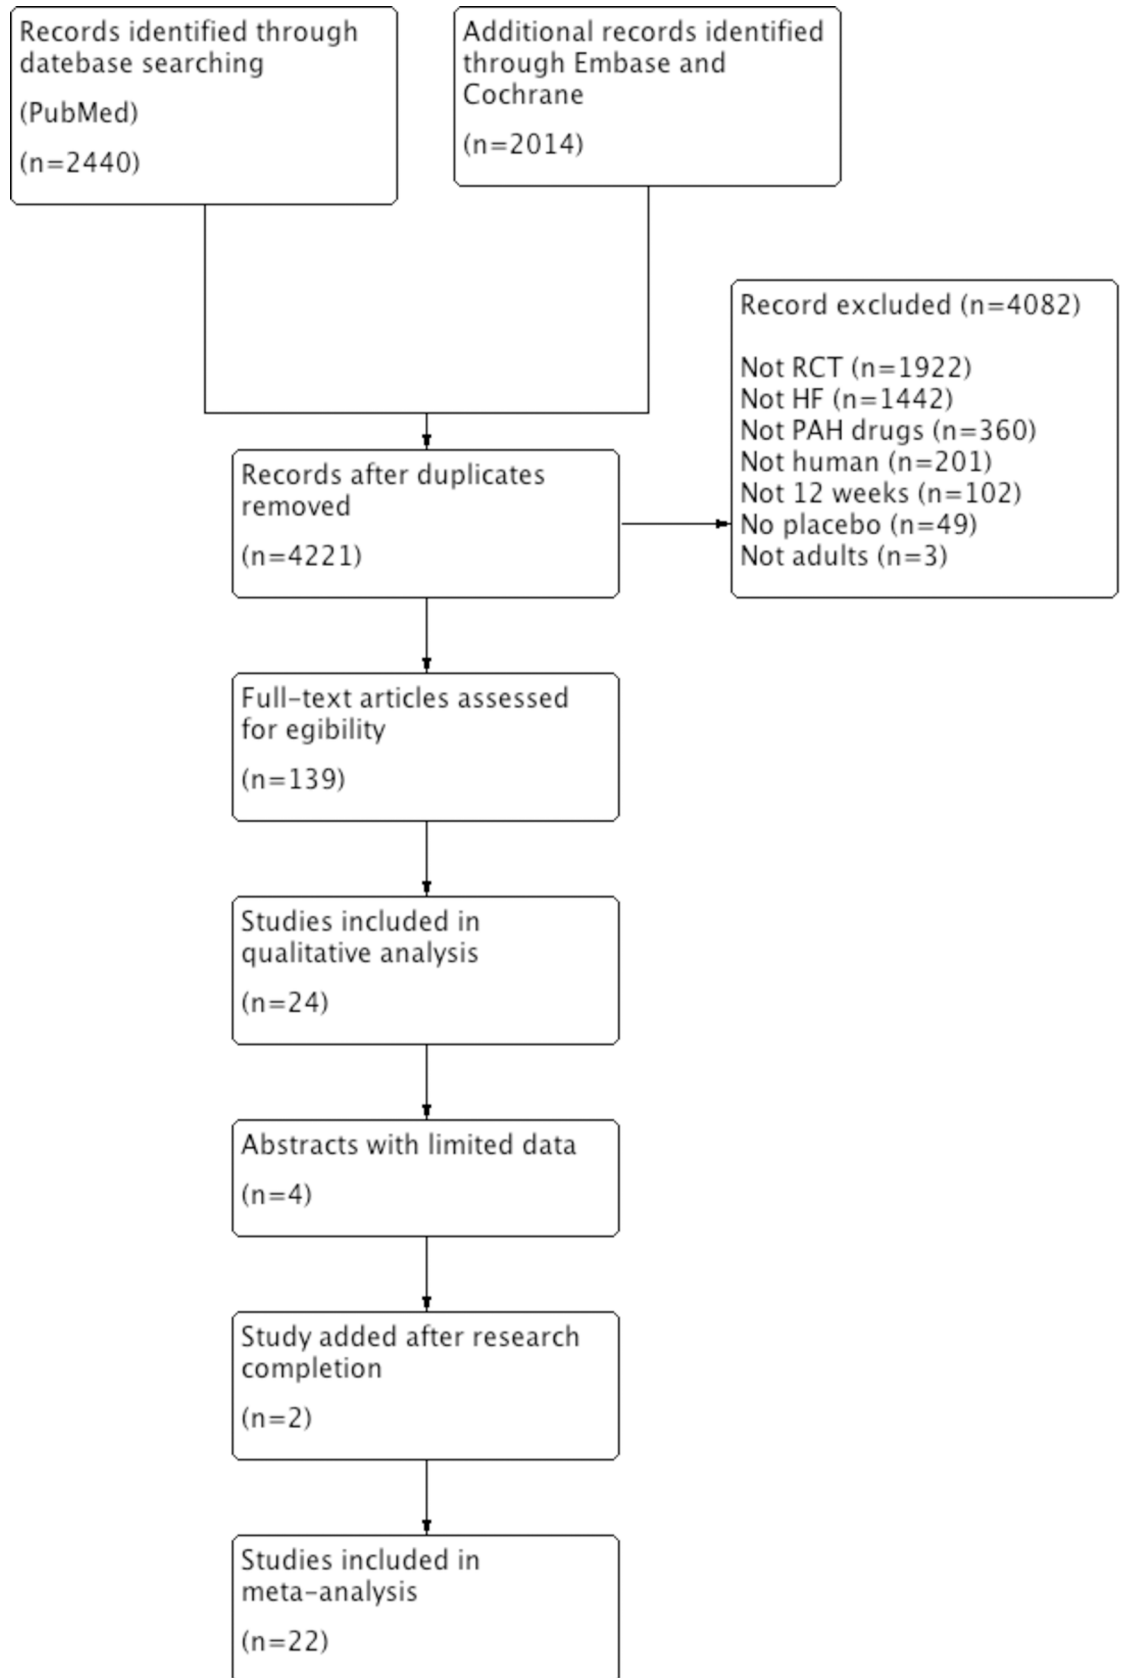 Records identified through
datebase searching
(PubMed)
(n=2440)
Additional records identified
through Embase and
Cochrane
(n=2014)
Record excluded (n=4082)
Not RCT (n=1922)
Not HF (n=1442)
Not PAH drugs (n=360)
Not human (n=201)
Not 12 weeks (n=102)
No placebo (n=49)
Not adults (n=3)
Records after duplicates
removed
(n=4221)
Full-text articles assessed
for egibility
(n=139)
Studies included in
qualitative analysis
(n=24)
Abstracts with limited data
(n=4)
Study added after research
completion
(n=2)
Studies included in
meta-analysis
(n=22)